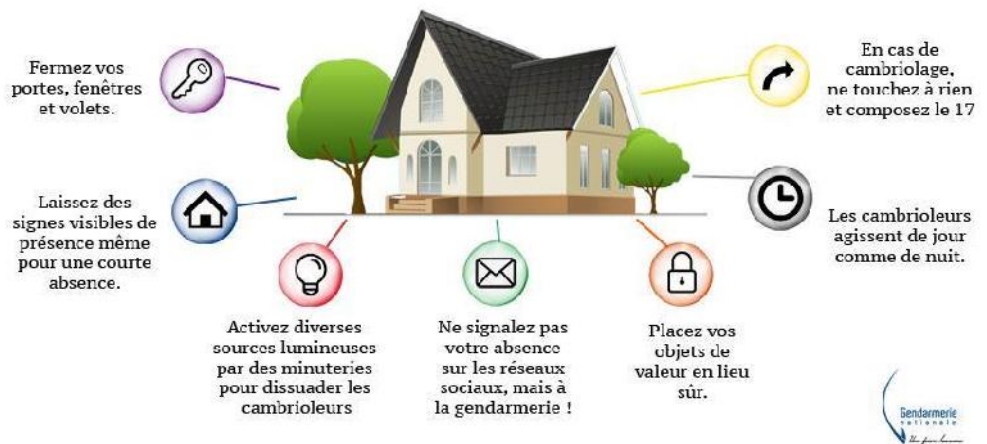 Fermez vos
portes, fenêtres
et volets.
Laissez des
signes visibles de
présence même
pour une courte
absence.
Activez diverses
sources lumineuses
par des minuteries
pour dissuader les
cambrioleurs
Ne signalez pas
votre absence
sur les réseaux
sociaux, mais à
la gendarmerie !
Placez vos
objets de
valeur en lieu
sûr.
En cas de
cambriolage,
ne touchez à rien
et composez le 17
Les cambrioleurs
agissent de jour
comme de nuit.
Gendarmerie
nationale